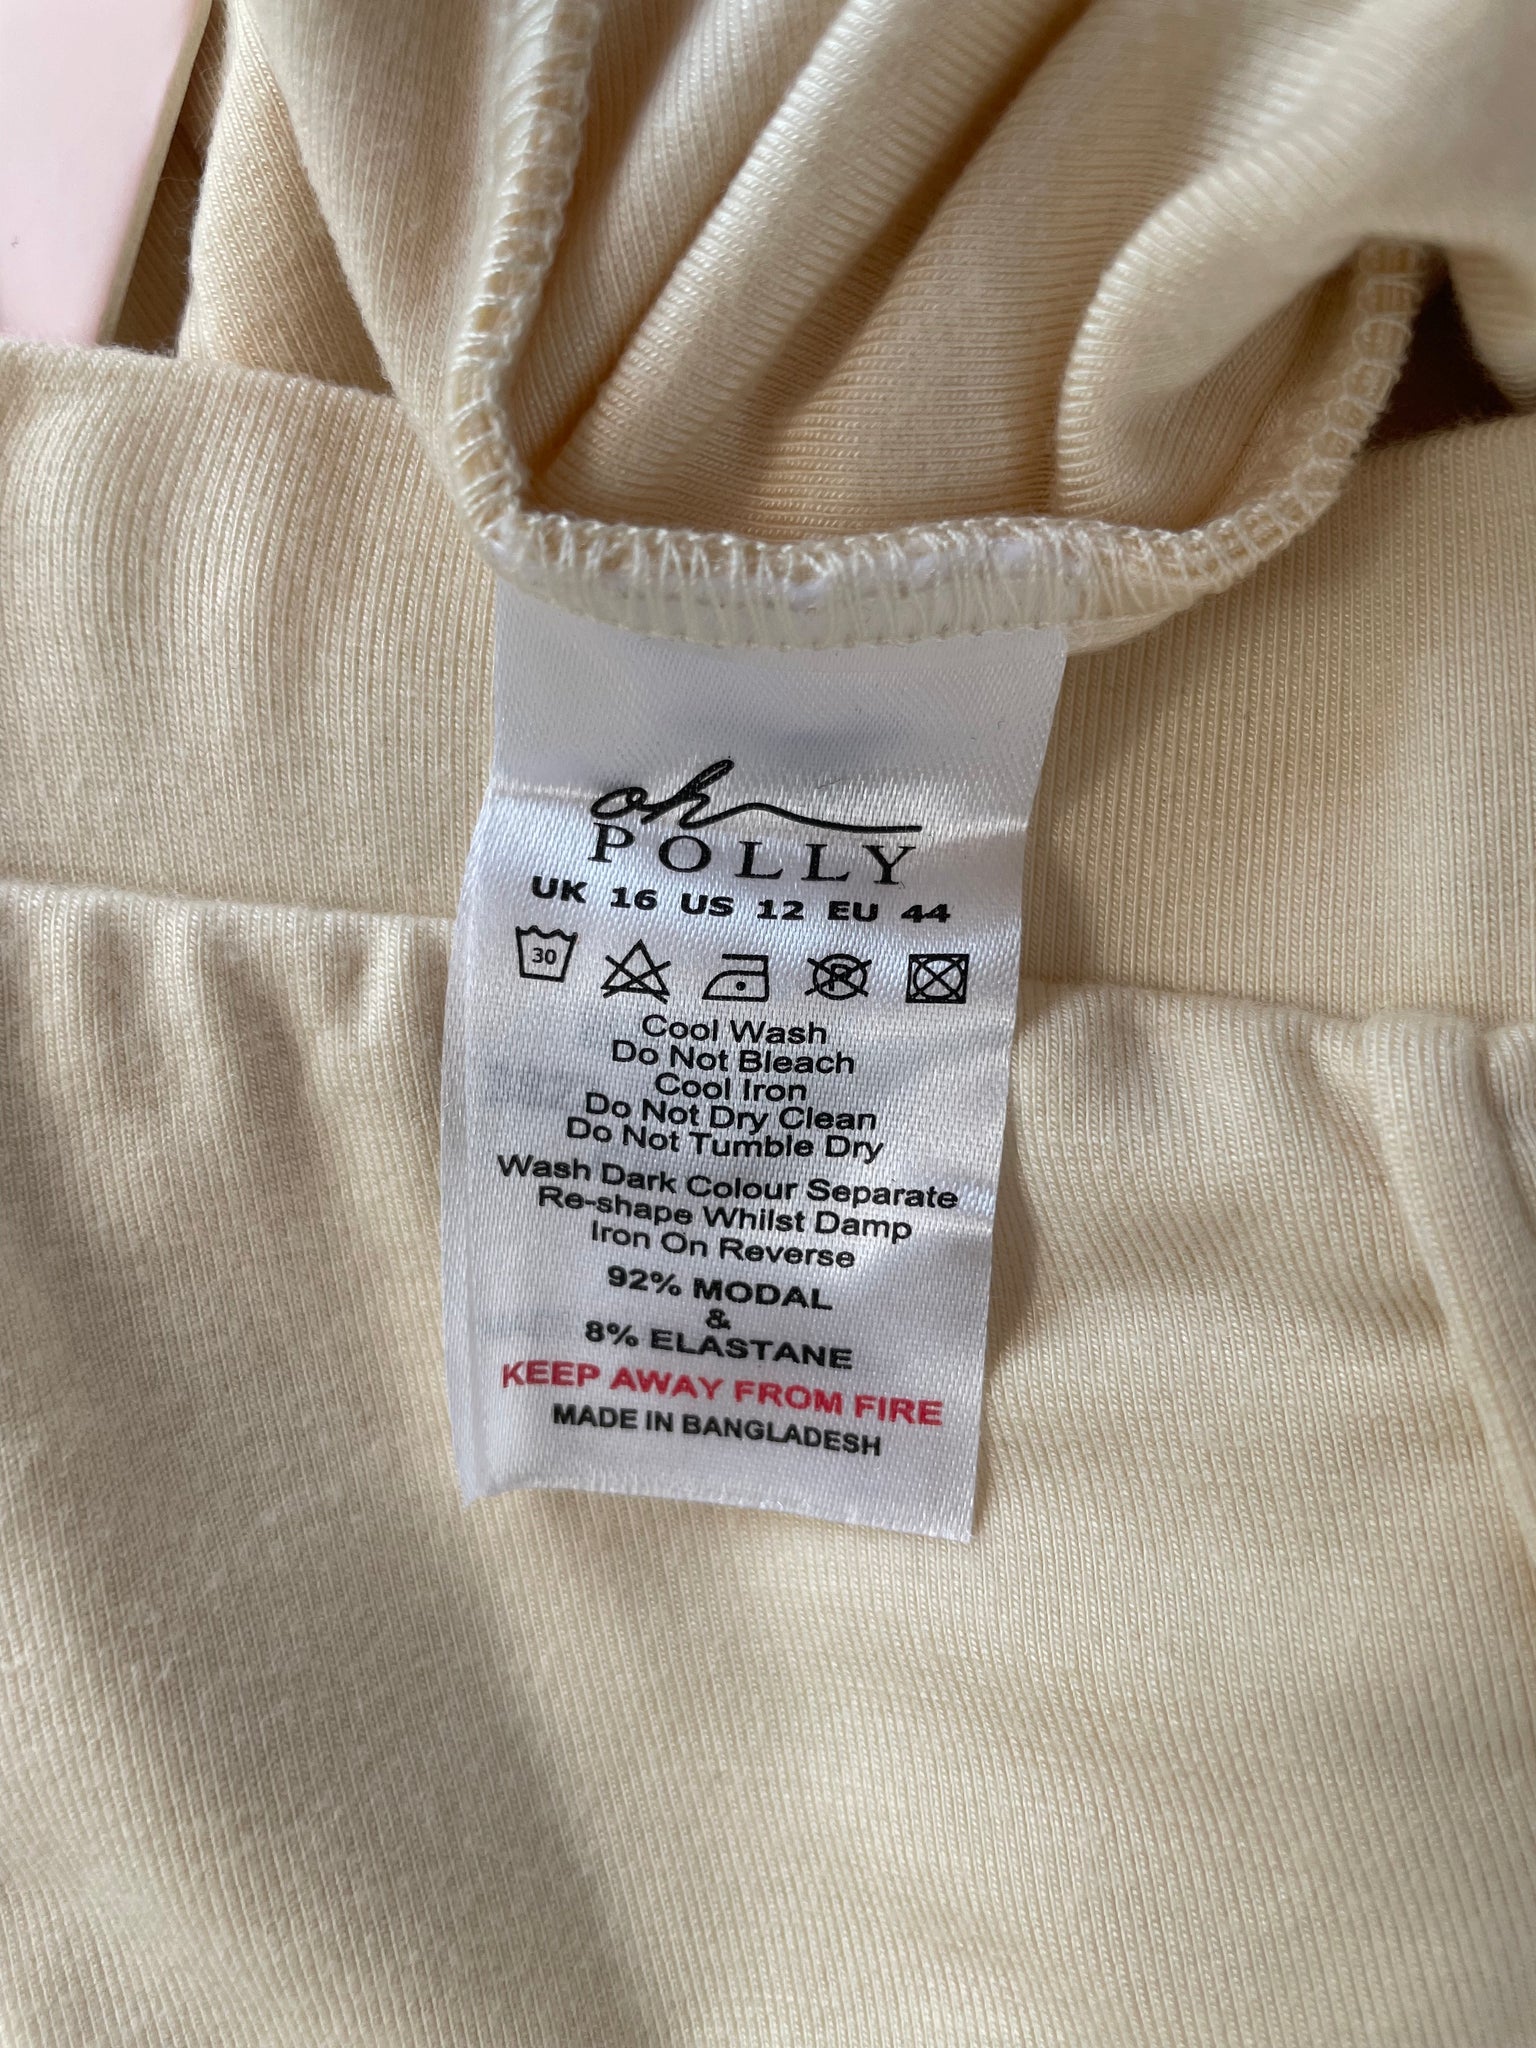 oh
POLLY
UK 16 US 12 EU 44
30 P
Cool Wash
Do Not Bleach
Cool Iron
Do Not Dry Clean
Do Not Tumble Dry
Wash Dark Colour Separate
Re-shape Whilst Damp
Iron On Reverse
92% MODAL
&
8% ELASTANE
KEEP AWAY FROM FIRE
MADE IN BANGLADESH